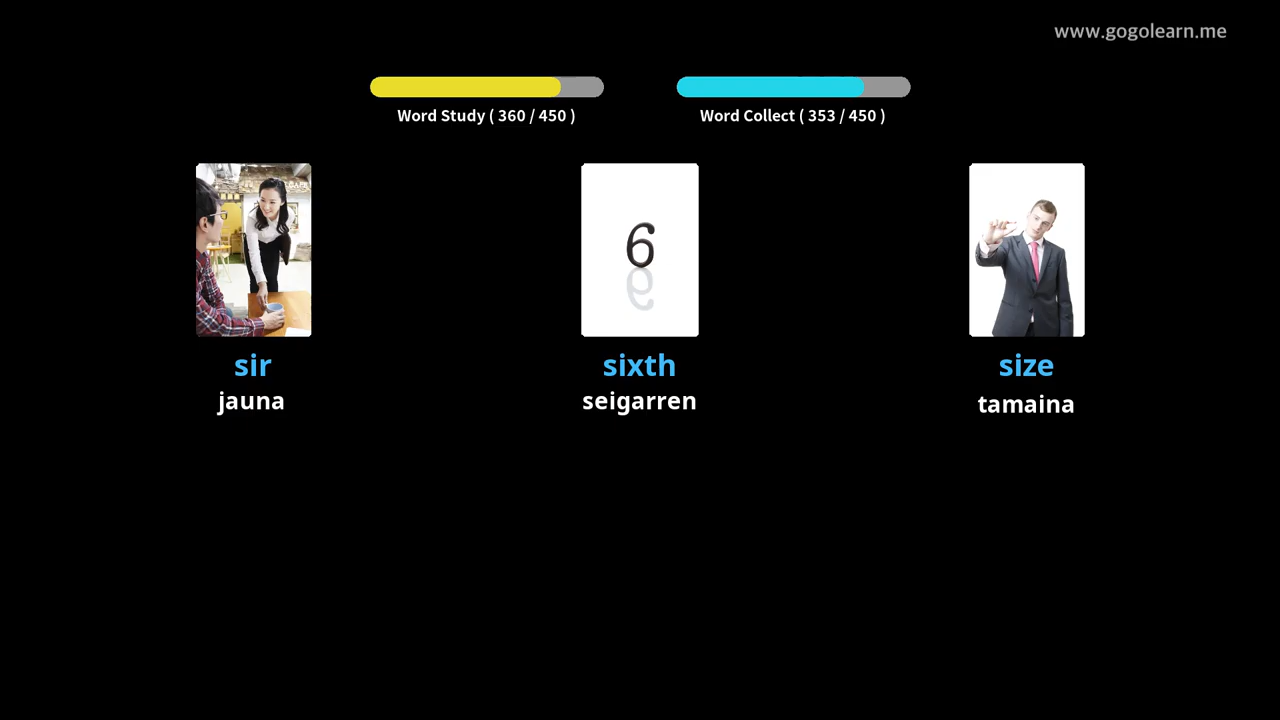 www.gogolearn.me
Word Study ( 360 / 450 )
Word Collect ( 353 / 450 )
6
sir
sixth
size
jauna
seigarren
tamaina